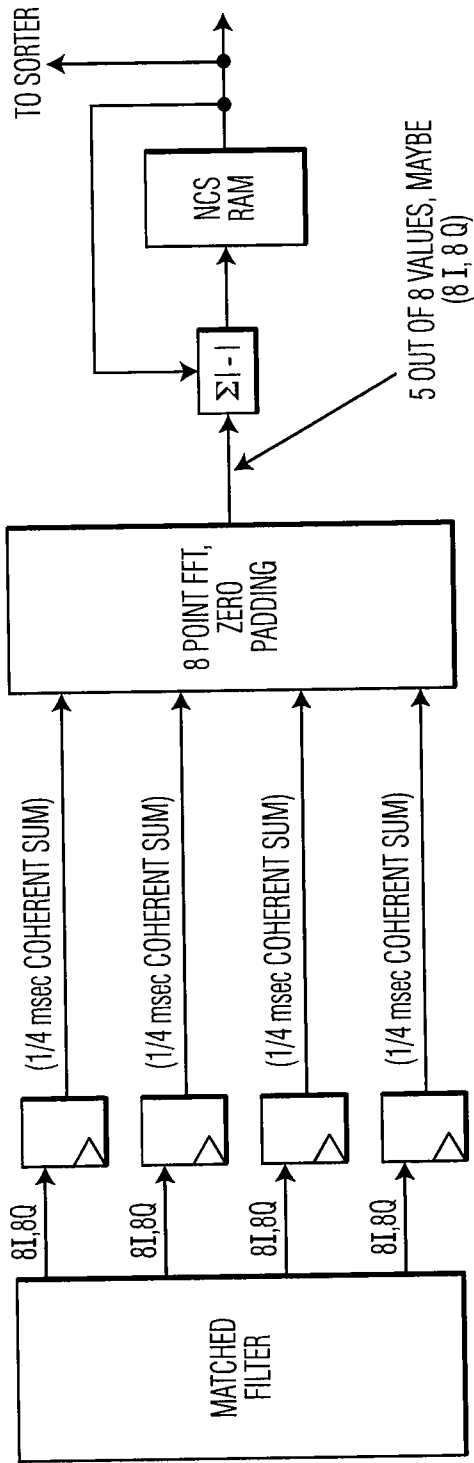 MATCHED
FILTER
8I,8Q
8I,8Q
8I,8Q
8I,8Q
(1/4 msec COHERENT SUM)
(1/4 msec COHERENT SUM)
(1/4 msec COHERENT SUM)
(1/4 msec COHERENT SUM)
8 POINT FFT,
ZERO
PADDING
Σ|-|
NCS
RAM
TO SORTER
5 OUT OF 8 VALUES, MAYBE
(8 I, 8 Q)